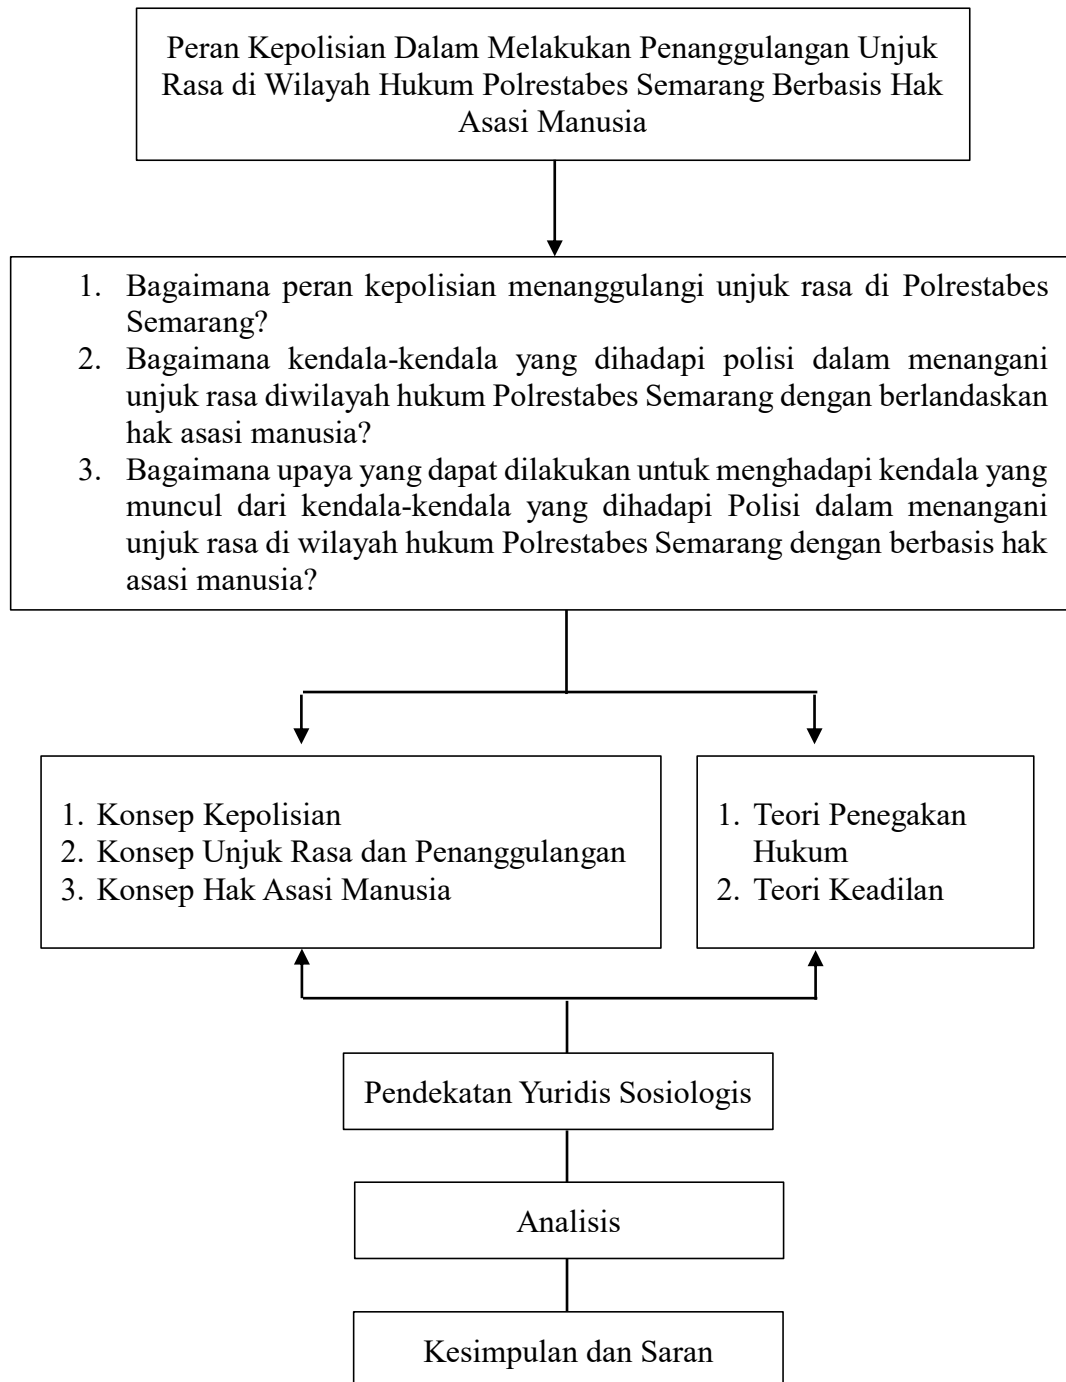 Peran Kepolisian Dalam Melakukan Penanggulangan Unjuk
Rasa di Wilayah Hukum Polrestabes Semarang Berbasis Hak
Asasi Manusia
1. Bagaimana peran kepolisian menanggulangi unjuk rasa di Polrestabes
Semarang?
2. Bagaimana kendala-kendala yang dihadapi polisi dalam menangani
unjuk rasa diwilayah hukum Polrestabes Semarang dengan berlandaskan
hak asasi manusia?
3. Bagaimana upaya yang dapat dilakukan untuk menghadapi kendala yang
muncul dari kendala-kendala yang dihadapi Polisi dalam menangani
unjuk rasa di wilayah hukum Polrestabes Semarang dengan berbasis hak
asasi manusia?
1. Konsep Kepolisian
2. Konsep Unjuk Rasa dan Penanggulangan
3. Konsep Hak Asasi Manusia
1. Teori Penegakan
Hukum
2. Teori Keadilan
Pendekatan Yuridis Sosiologis
Analisis
Kesimpulan dan Saran